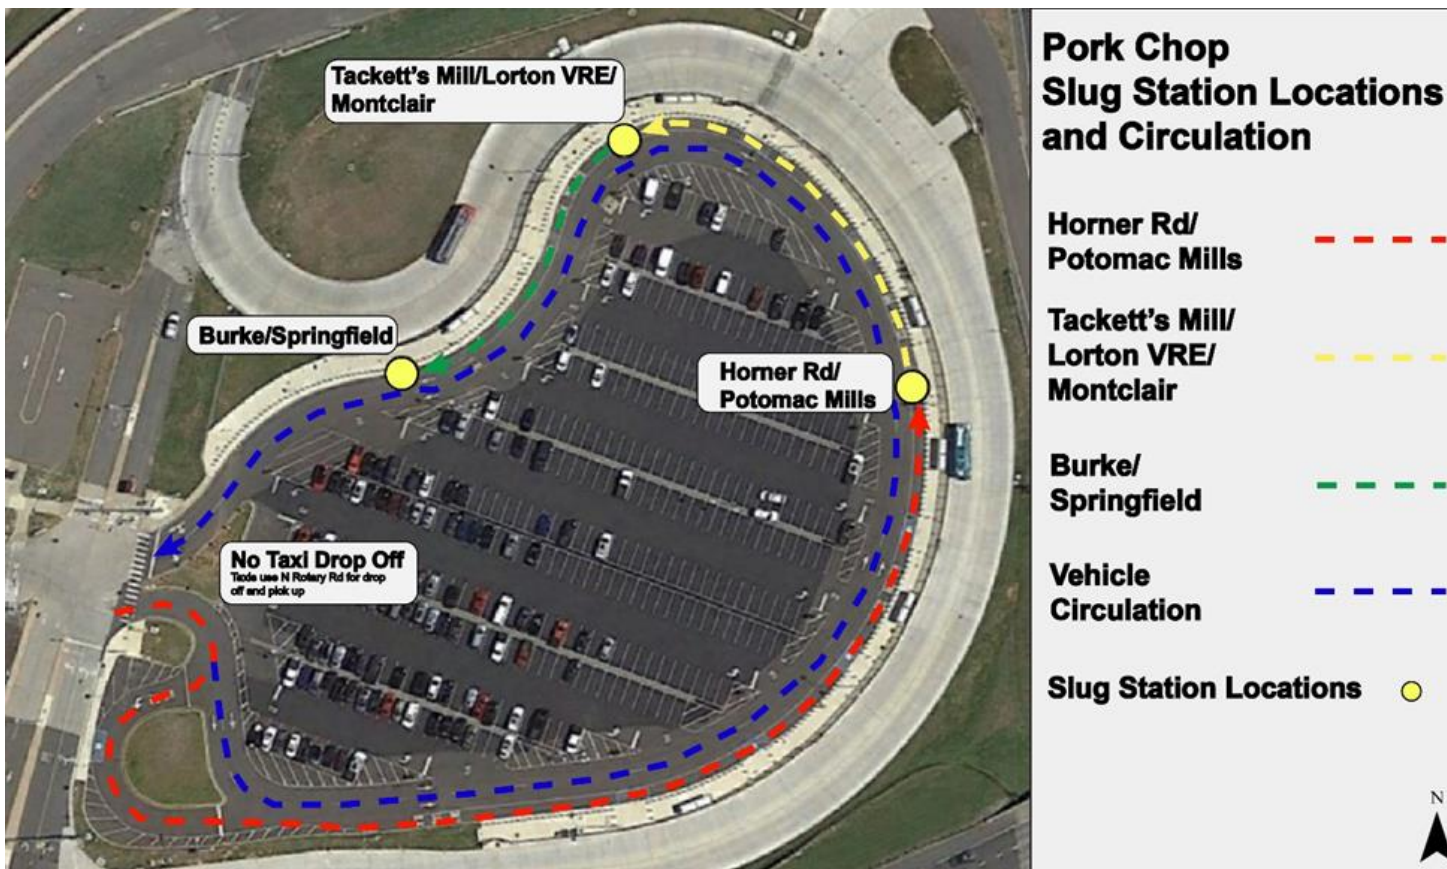 Tackett's Mill/Lorton VRE/
Montclair
Burke/Springfield
Horner Rd/
Potomac Mills
No Taxi Drop Off
Taxis use N Rotary Rd for drop
off and pick up
Pork Chop
Slug Station Locations
and Circulation
Horner Rd/
Potomac Mills
Tackett's Mill/
Lorton VRE/
Montclair
Burke/
Springfield
Vehicle
Circulation
Slug Station Locations
N